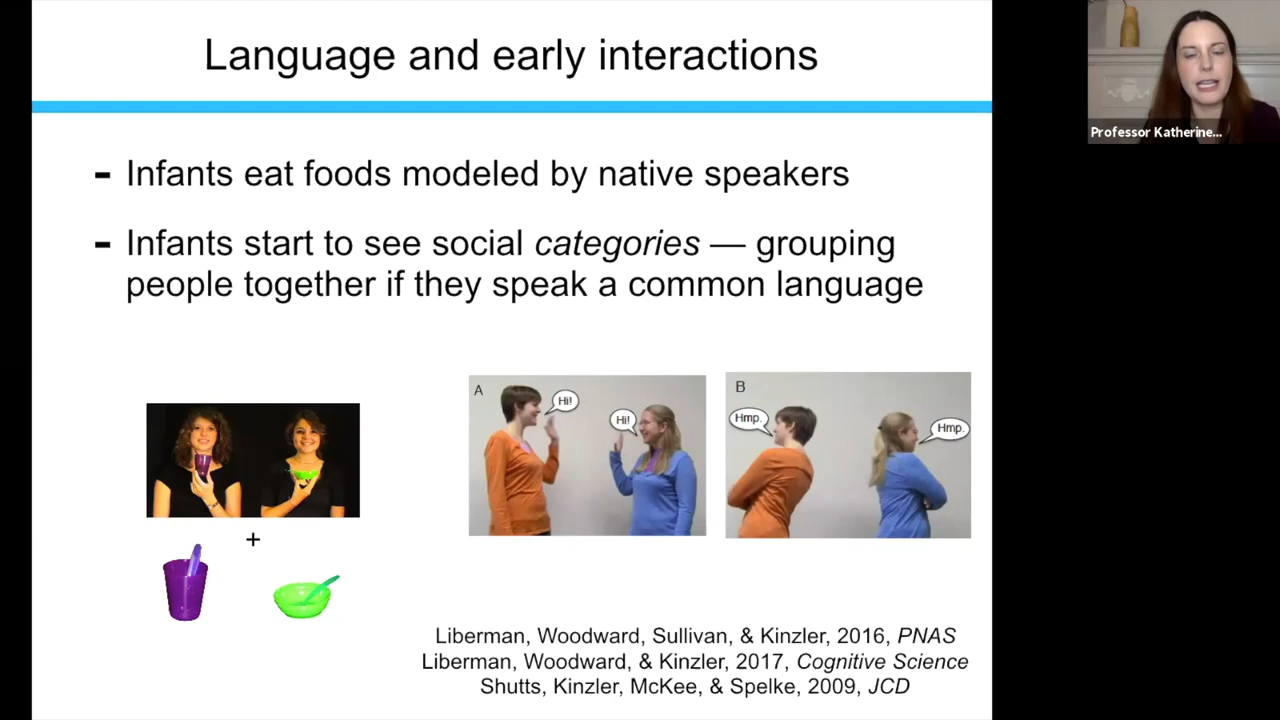 Language and early interactions
Professor Katherine...
- Infants eat foods modeled by native speakers
- Infants start to see social categories — grouping
people together if they speak a common language
A
Hi!
Hi!
B
Hmp.
Hmp.
+
Liberman, Woodward, Sullivan, & Kinzler, 2016, PNAS
Liberman, Woodward, & Kinzler, 2017, Cognitive Science
Shutts, Kinzler, McKee, & Spelke, 2009, JCD